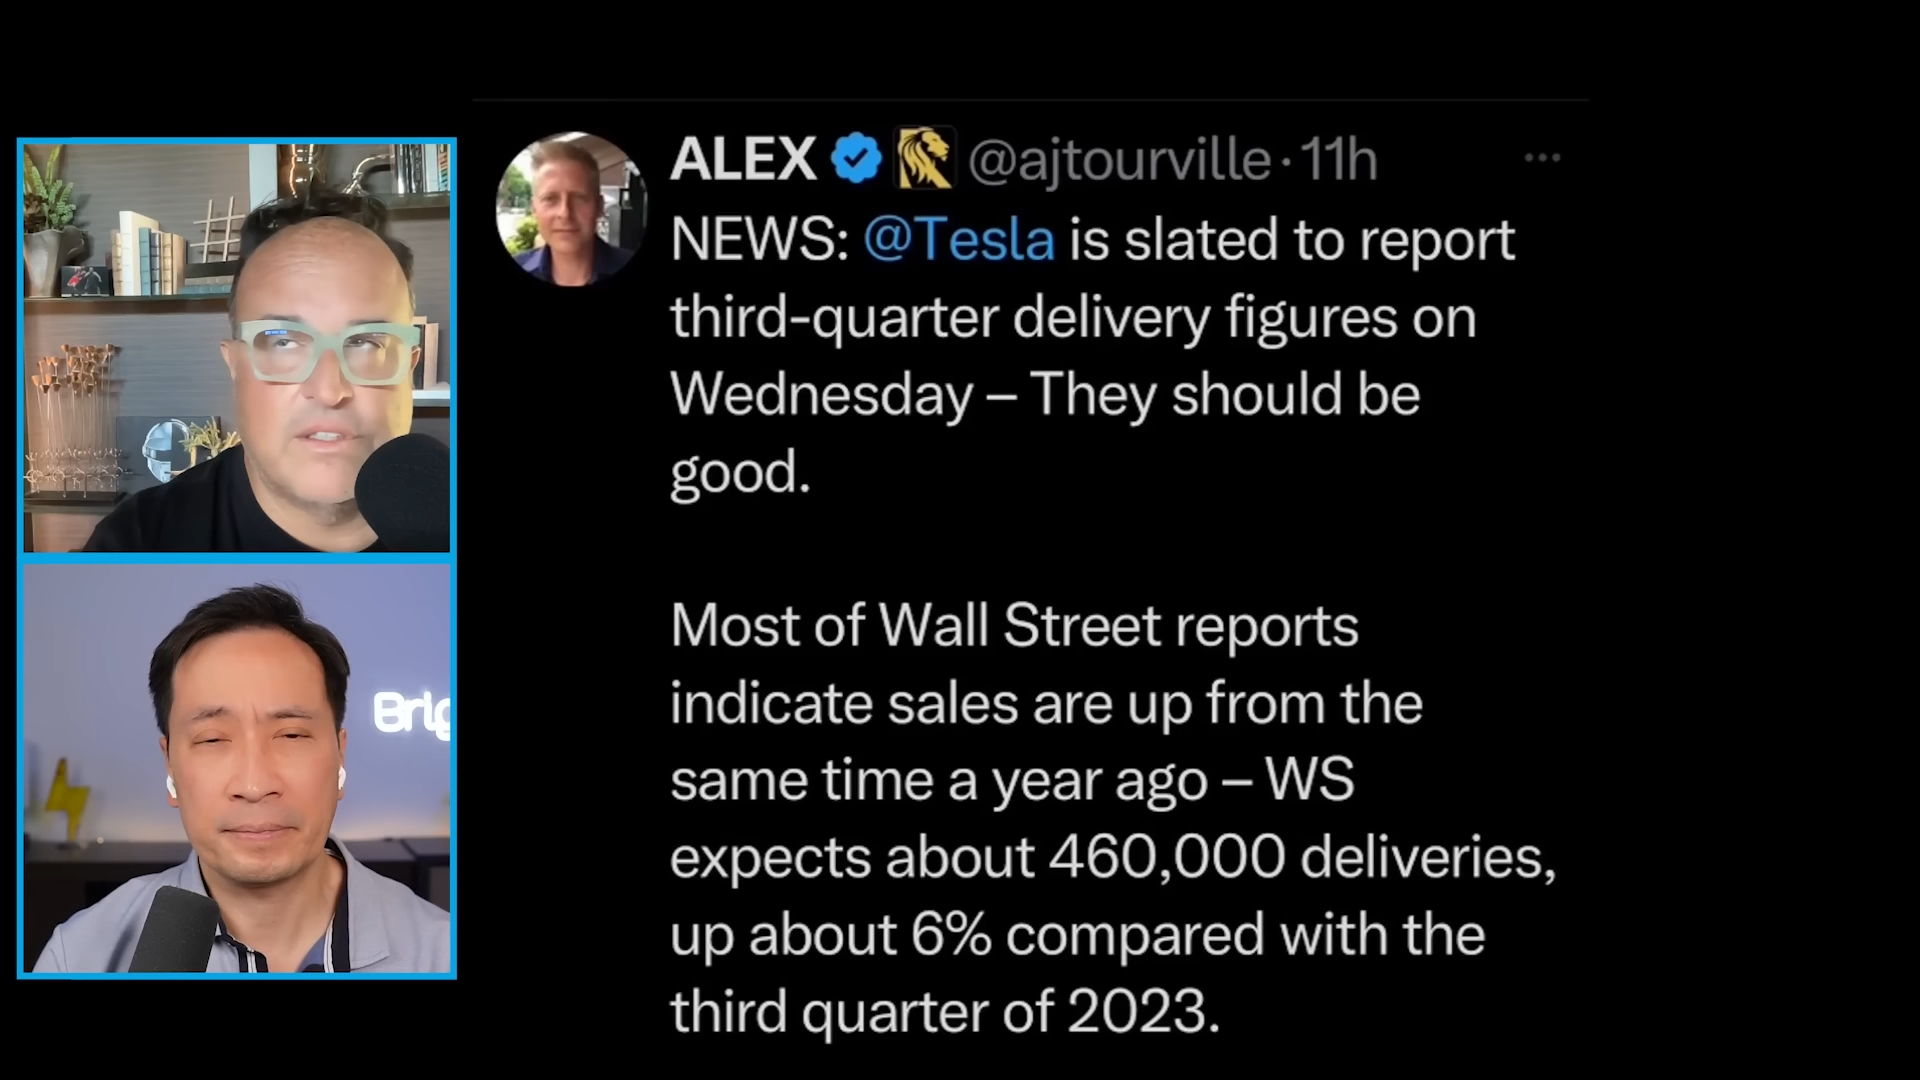 ALEX @ajtourville · 11h ...
NEWS: @Tesla is slated to report
third-quarter delivery figures on
Wednesday – They should be
good.
Most of Wall Street reports
indicate sales are up from the
same time a year ago – WS
expects about 460,000 deliveries,
up about 6% compared with the
third quarter of 2023.
Brig